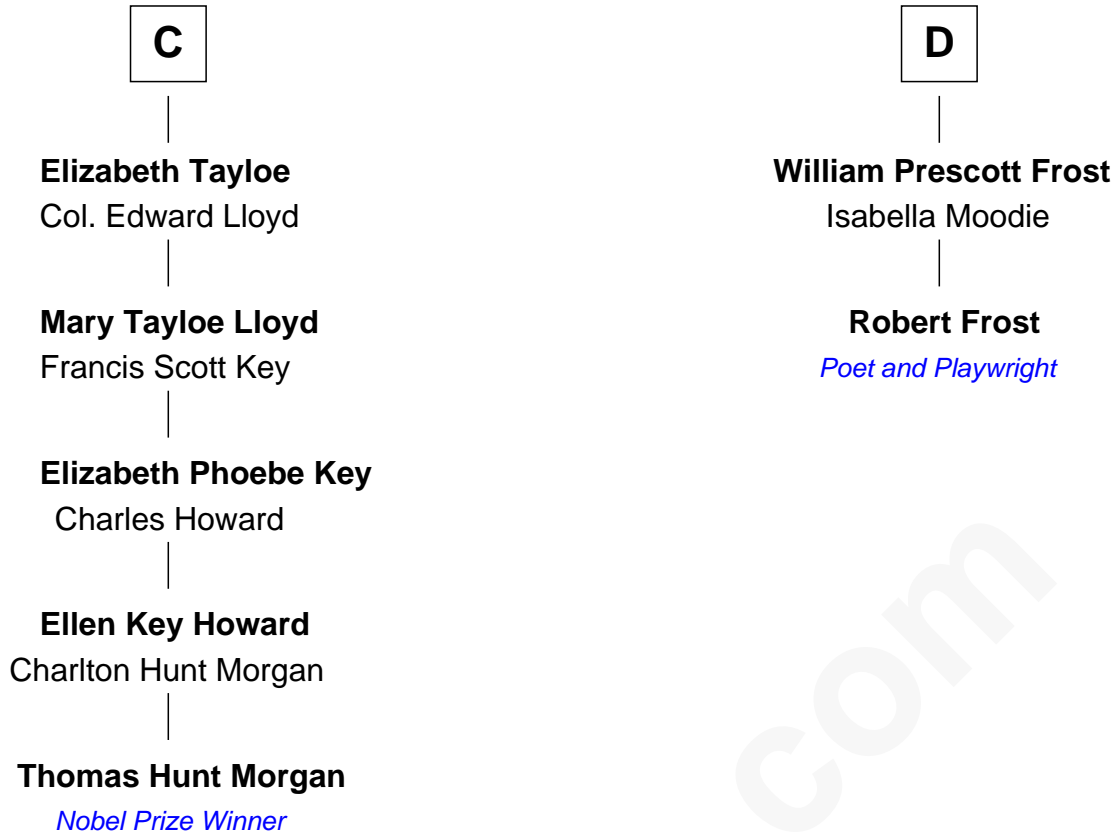 C
Elizabeth Tayloe
Col. Edward Lloyd
Mary Tayloe Lloyd
Francis Scott Key
Elizabeth Phoebe Key
Charles Howard
Ellen Key Howard
Charlton Hunt Morgan
Thomas Hunt Morgan
Nobel Prize Winner
D
William Prescott Frost
Isabella Moodie
Robert Frost
Poet and Playwright
com